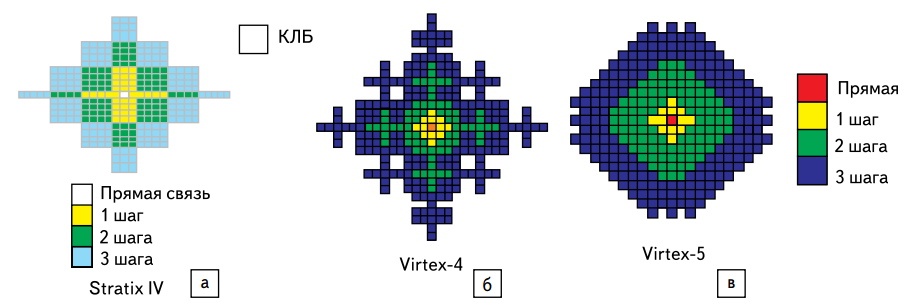 КЛБ
Прямая связь
1 шаг
2 шага
3 шага
Stratix IV
а
Virtex-4
б
Virtex-5
в
Прямая
1 шаг
2 шага
3 шага